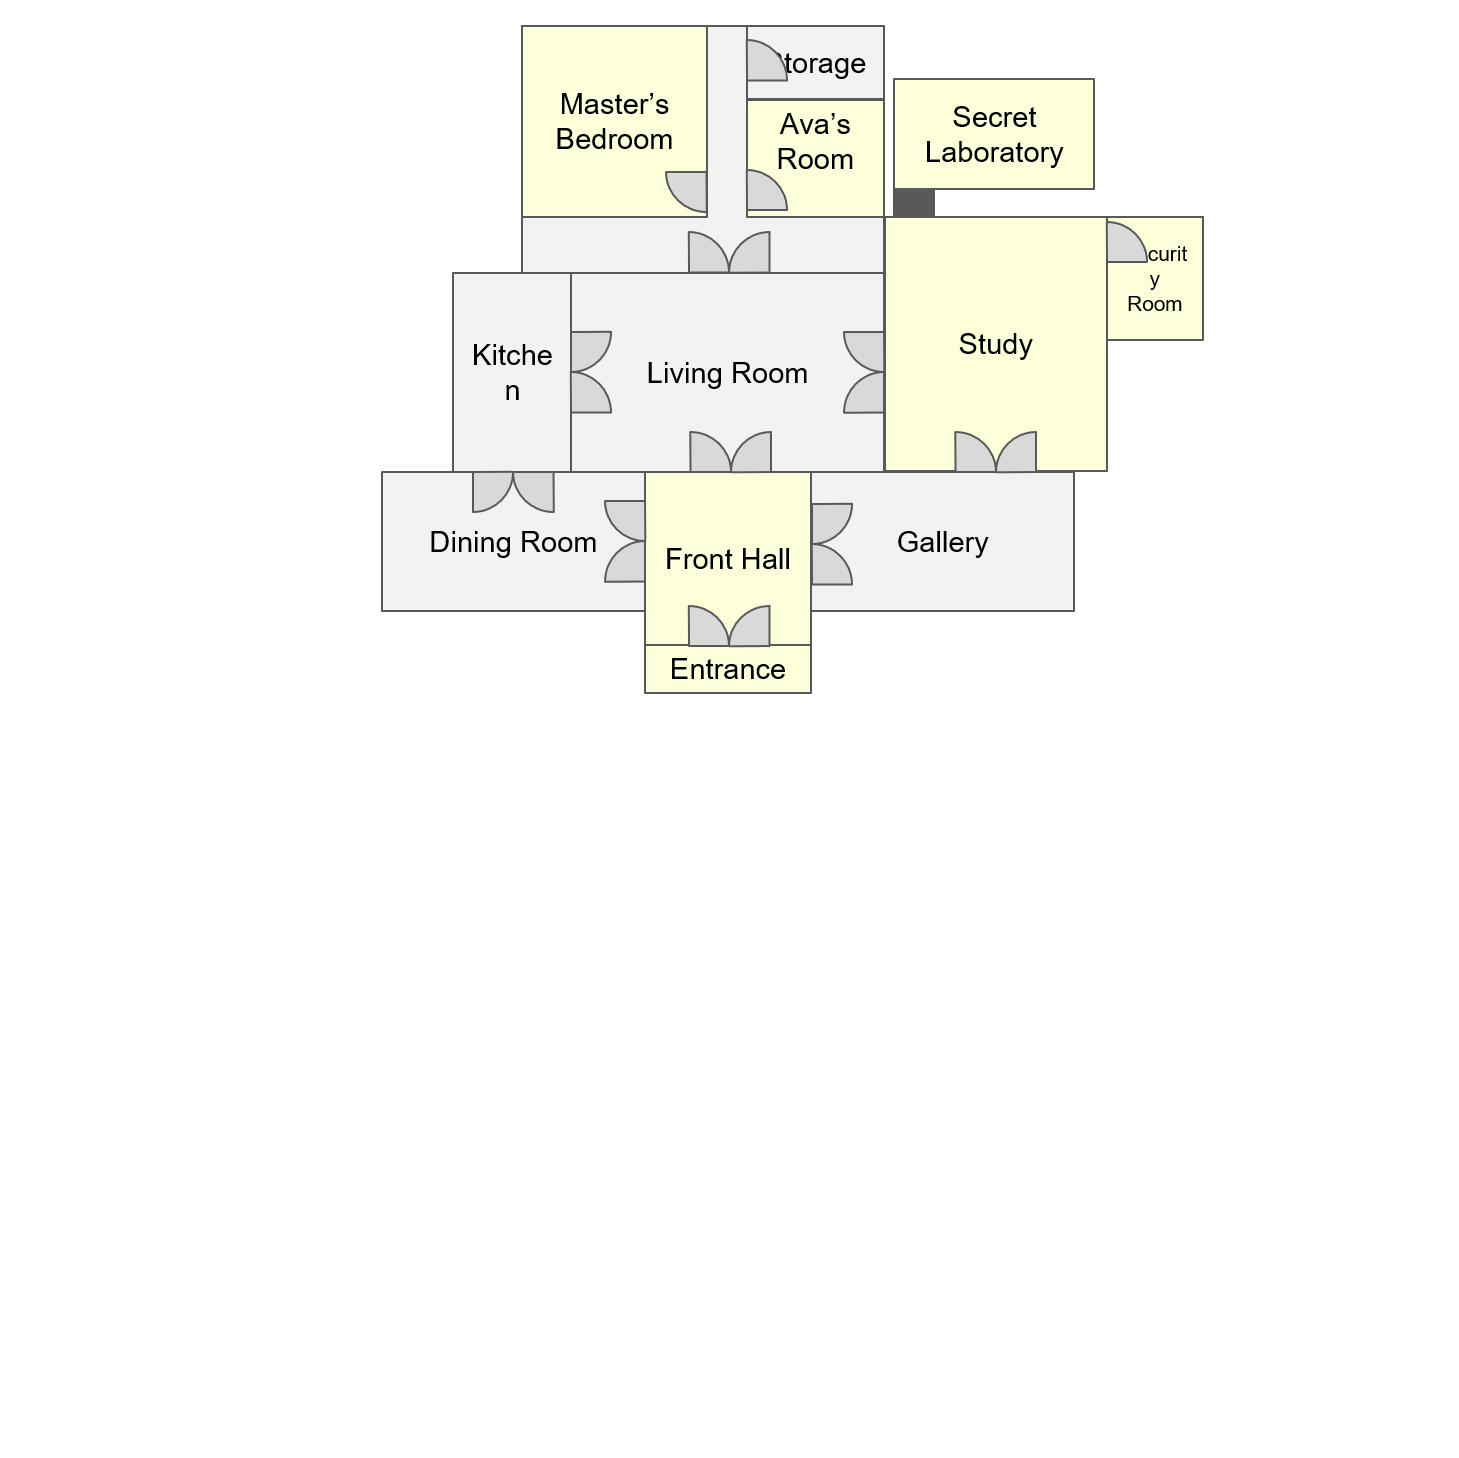 torage
Master’s
Bedroom
Ava’s
Room
Secret
Laboratory
curit
y
Room
Study
Kitche
n
Living Room
Dining Room
Front Hall
Gallery
Entrance